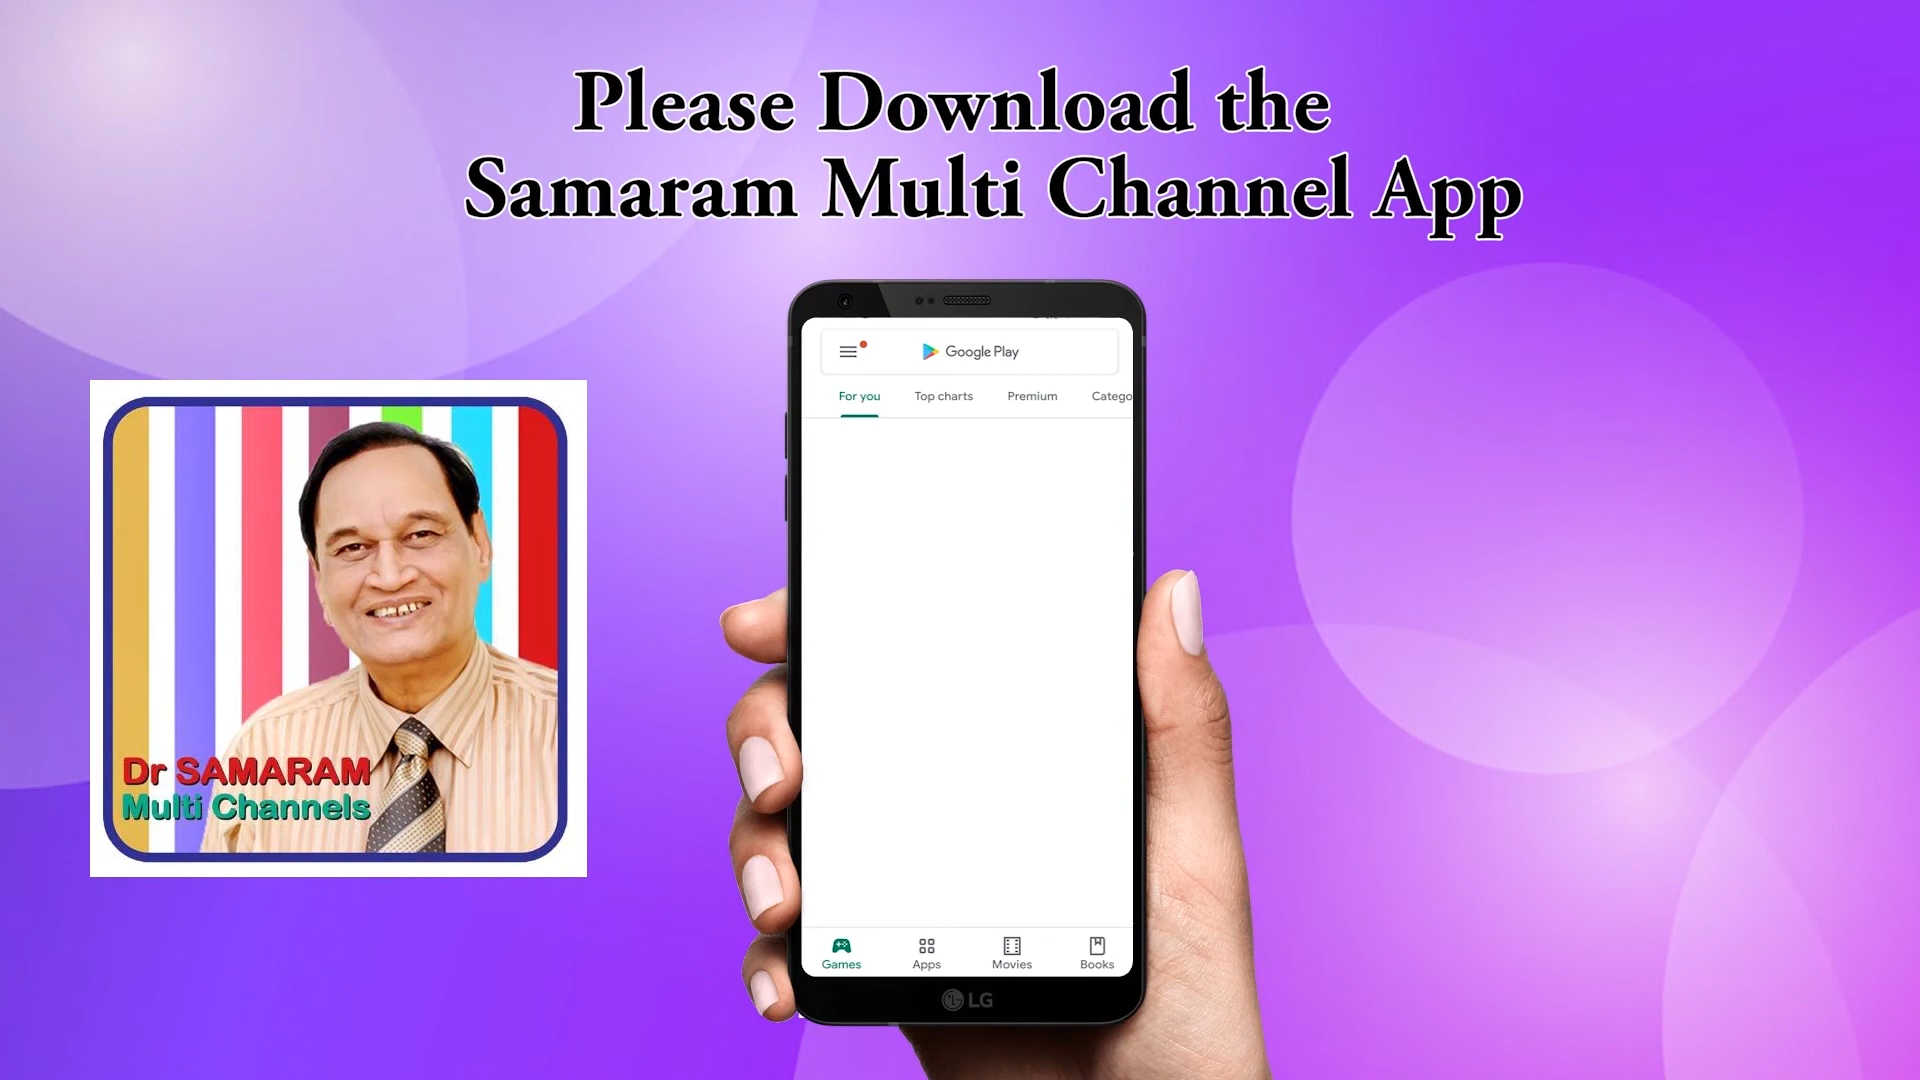 Please Download the
Samaram Multi Channel App
Google Play
For you Top charts Premium Catego
Dr SAMARAM
Multi Channels
Games Apps Movies Books
LG